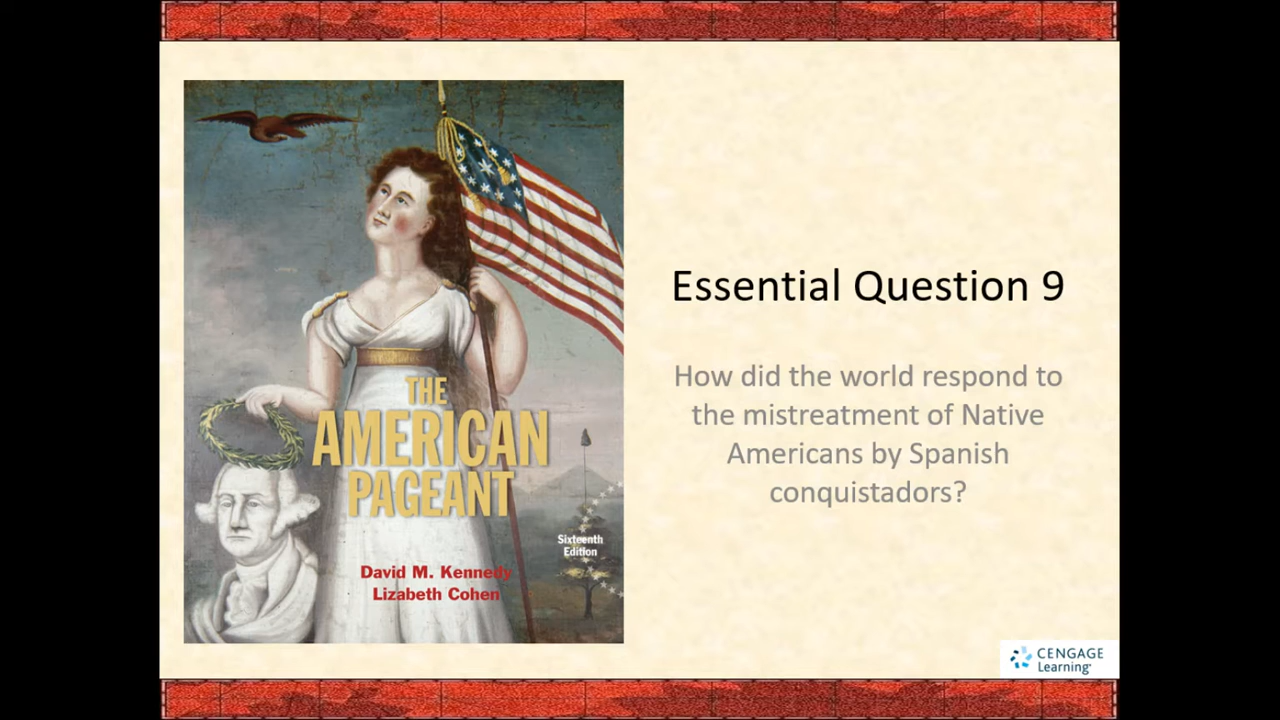 THE
AMERICAN
PAGEANT
Sixteenth
Edition
David M. Kennedy
Lizabeth Cohen
Essential Question 9
How did the world respond to
the mistreatment of Native
Americans by Spanish
conquistadors?
CENGAGE
Learning